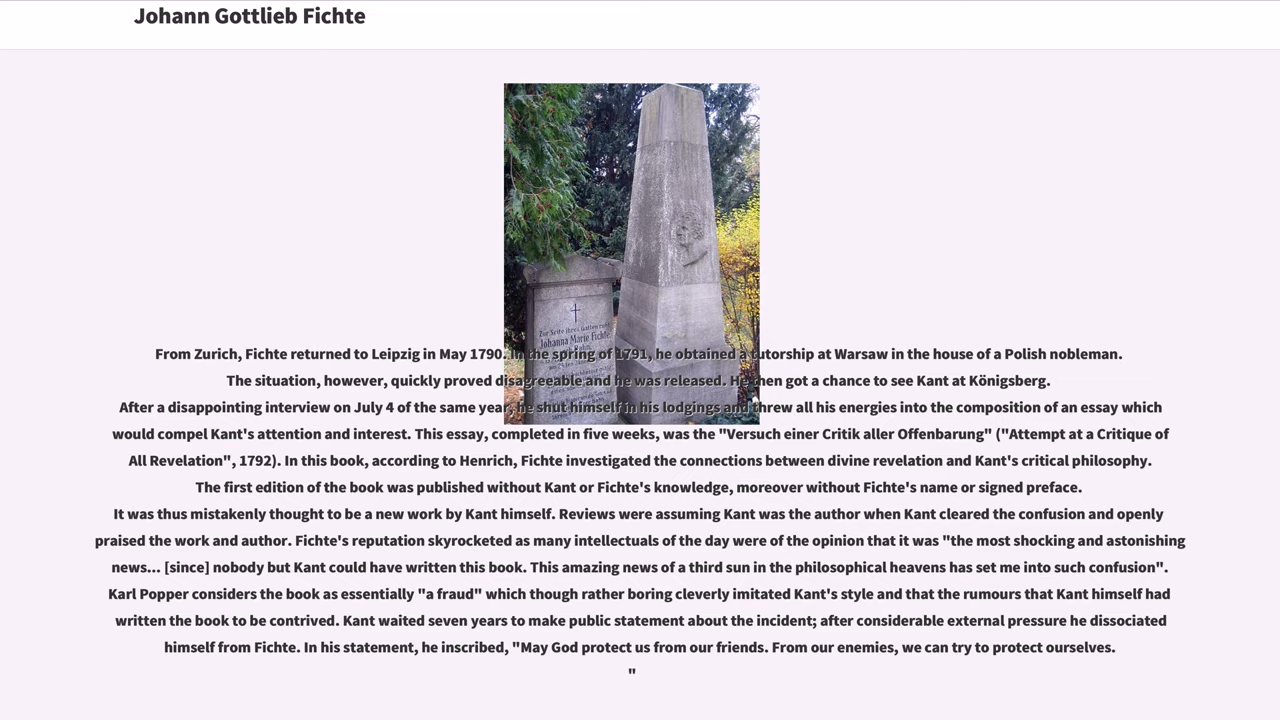 Johann Gottlieb Fichte
Zur Seite ihres Gatten ruht
Johanna Marie Fichte
From Zurich, Fichte returned to Leipzig in May 1790. In the spring of 1791, he obtained a tutorship at Warsaw in the house of a Polish nobleman.
The situation, however, quickly proved disagreeable and he was released. He then got a chance to see Kant at Königsberg.
After a disappointing interview on July 4 of the same year, he shut himself in his lodgings and threw all his energies into the composition of an essay which
would compel Kant's attention and interest. This essay, completed in five weeks, was the "Versuch einer Critik aller Offenbarung" ("Attempt at a Critique of
All Revelation", 1792). In this book, according to Henrich, Fichte investigated the connections between divine revelation and Kant's critical philosophy.
The first edition of the book was published without Kant or Fichte's knowledge, moreover without Fichte's name or signed preface.
It was thus mistakenly thought to be a new work by Kant himself. Reviews were assuming Kant was the author when Kant cleared the confusion and openly
praised the work and author. Fichte's reputation skyrocketed as many intellectuals of the day were of the opinion that it was "the most shocking and astonishing
news... [since] nobody but Kant could have written this book. This amazing news of a third sun in the philosophical heavens has set me into such confusion".
Karl Popper considers the book as essentially "a fraud" which though rather boring cleverly imitated Kant's style and that the rumours that Kant himself had
written the book to be contrived. Kant waited seven years to make public statement about the incident; after considerable external pressure he dissociated
himself from Fichte. In his statement, he inscribed, "May God protect us from our friends. From our enemies, we can try to protect ourselves.
"